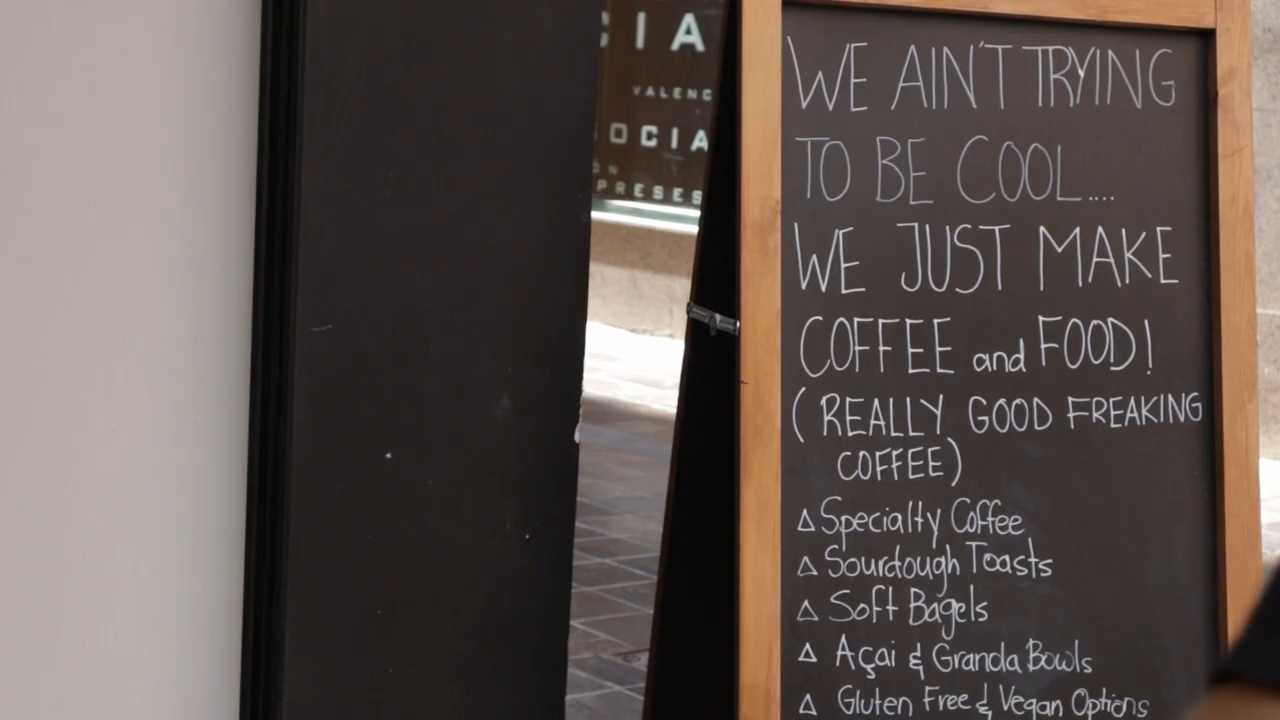 CIA
VALENC
OCIA
ÓN
PRESES
WE AIN'T TRYING
TO BE COOL....
WE JUST MAKE
COFFEE and FOOD!
(REALLY GOOD FREAKING
COFFEE)
△ Specialty Coffee
△ Sourdough Toasts
△ Soft Bagels
△ Açai & Granola Bowls
△ Gluten Free & Vegan Options